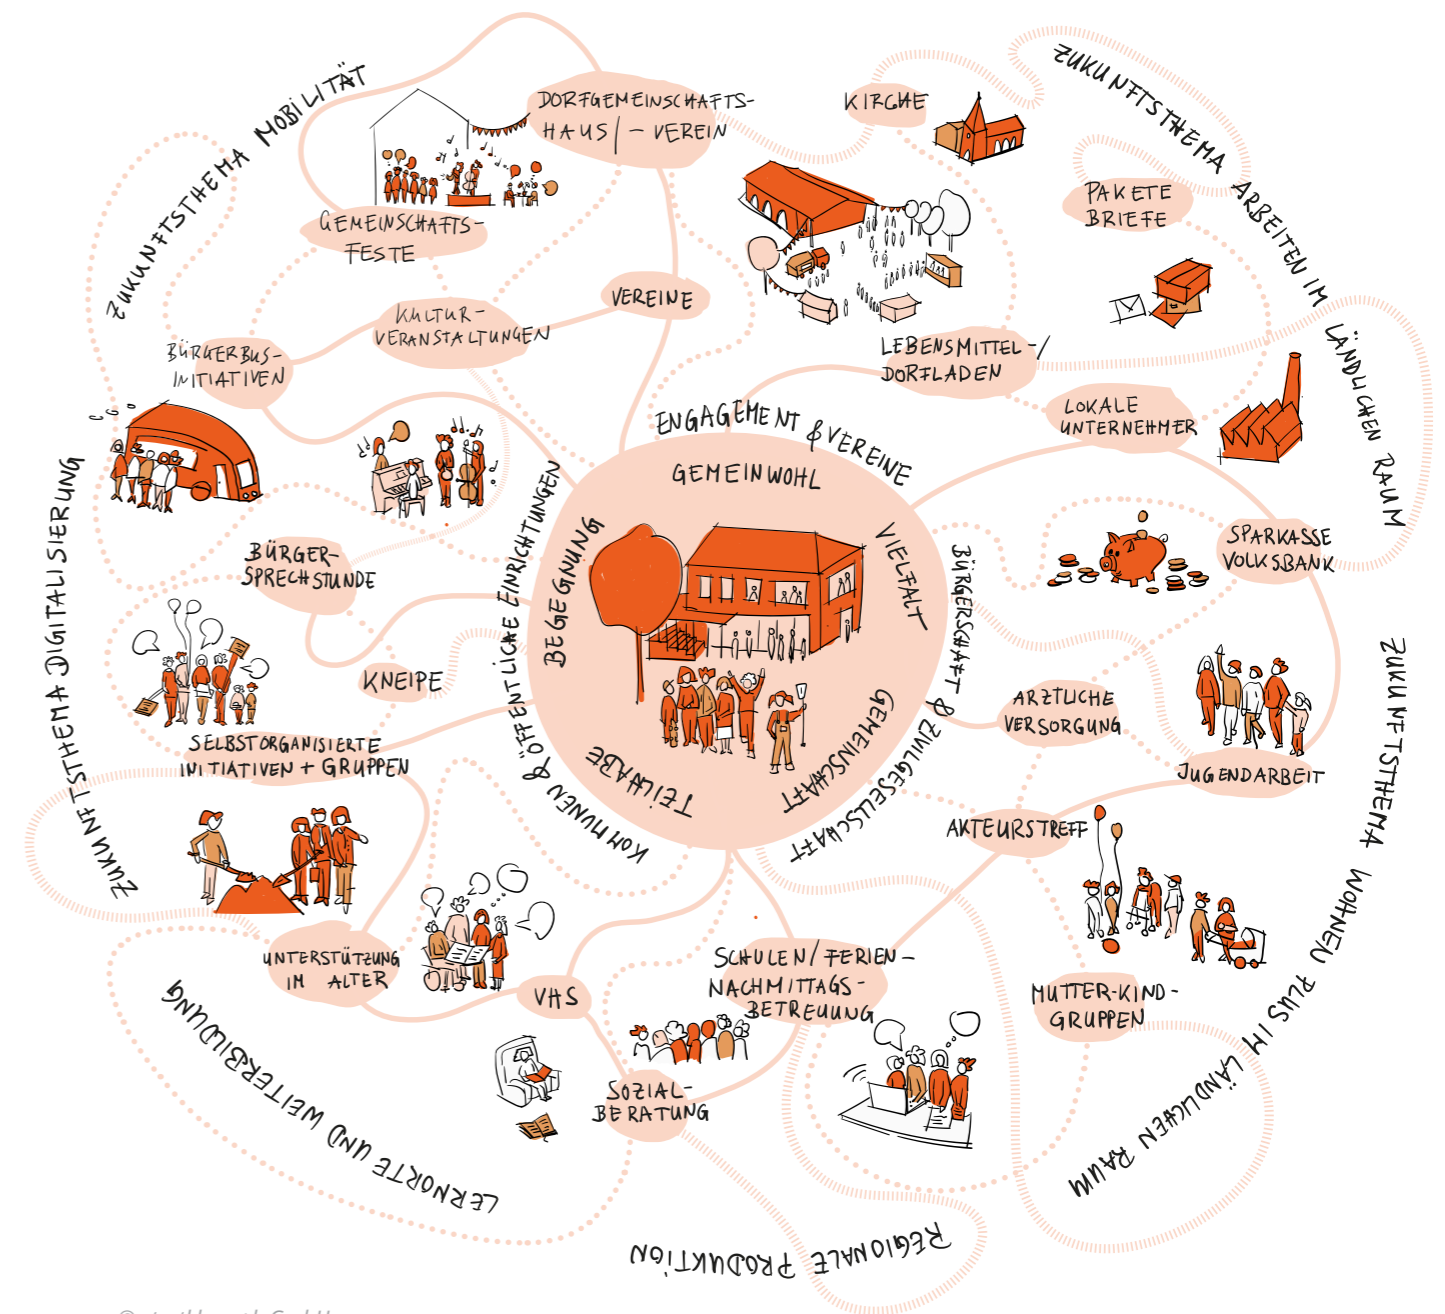 ZUKUNFTSTHEMA MOBILITÄT
DORFGEMEINSCHAFTS-
HAUS/-VEREIN
KIRCHE
ZUKUNFTSTHEMA ARBEITEN IM LÄNDLICHEN RAUM
PAKETE
BRIEFE
GEMEINSCHAFTS-
FESTE
VEREINE
KULTUR-
VERANSTALTUNGEN
BÜRGERBUS-
INITIATIVEN
LEBENSMITTEL-/
DORFLADEN
LOKALE
UNTERNEHMER
ENGAGEMENT & VEREINE
GEMEINWOHL
VIELFALT
GEMEINSCHAFT
TEILHABE
BEGEGNUNG
BÜRGERSCHAFT & ZIVILGESELLSCHAFT
KOMMUNEN & ÖFFENTLICHE EINRICHTUNGEN
SPARKASSE
VOLKSBANK
BÜRGER-
SPRECHSTUNDE
ZUKUNFTSTHEMA DIGITALISIERUNG
KNEIPE
ARZTLICHE
VERSORGUNG
SELBSTORGANISIERTE
INITIATIVEN + GRUPPEN
JUGENDARBEIT
AKTEURSTREFF
ZUKUNFTSTHEMA WOHNEN PLUS IM LÄNDLICHEN RAUM
UNTERSTÜTZUNG
IM ALTER
VHS
SCHULEN/FERIEN-
NACHMITTAGS-
BETREUUNG
MUTTER-KIND-
GRUPPEN
SOZIAL-
BERATUNG
LERNORTE UND WEITERBILDUNG
REGIONALE PRODUKTION